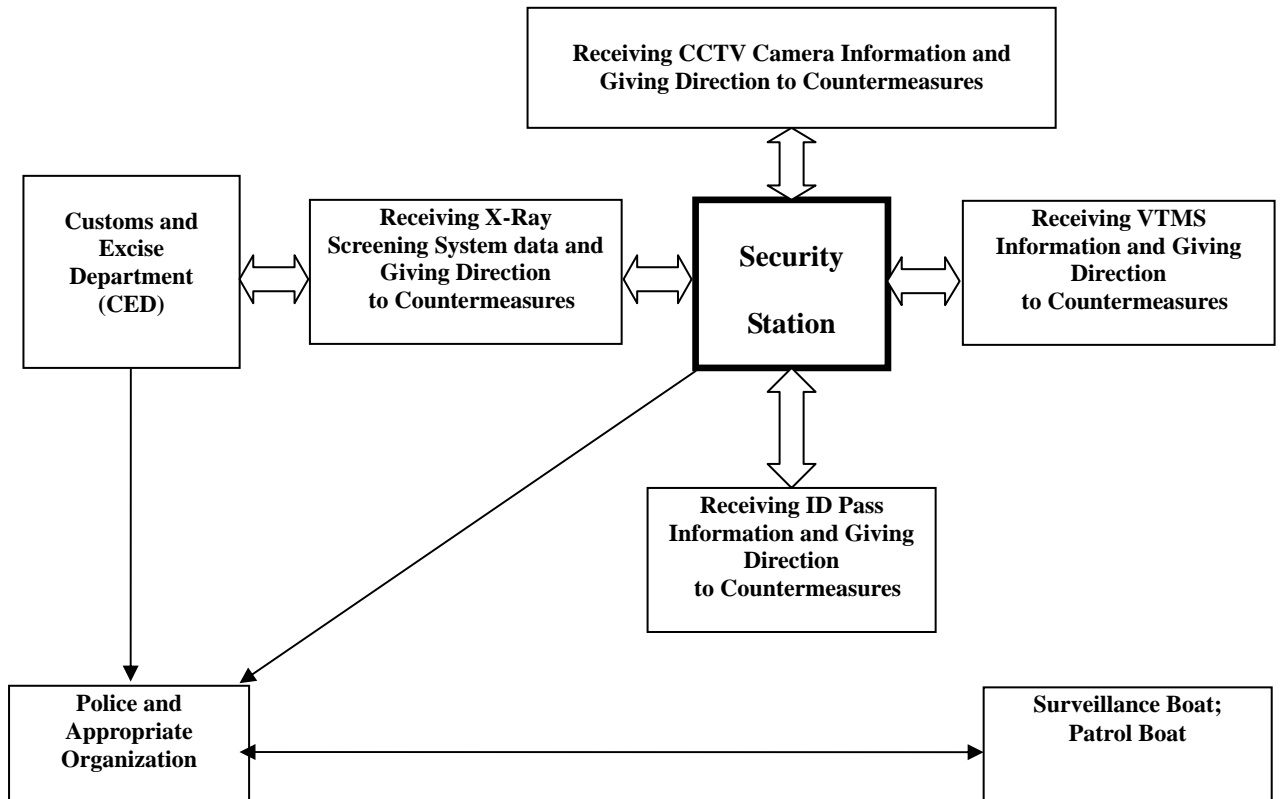 Receiving CCTV Camera Information and
Giving Direction to Countermeasures
Customs and
Excise
Department
(CED)
Receiving X-Ray
Screening System data and
Giving Direction
to Countermeasures
Security
Station
Receiving VTMS
Information and Giving
Direction
to Countermeasures
Receiving ID Pass
Information and Giving
Direction
to Countermeasures
Police and
Appropriate
Organization
Surveillance Boat;
Patrol Boat